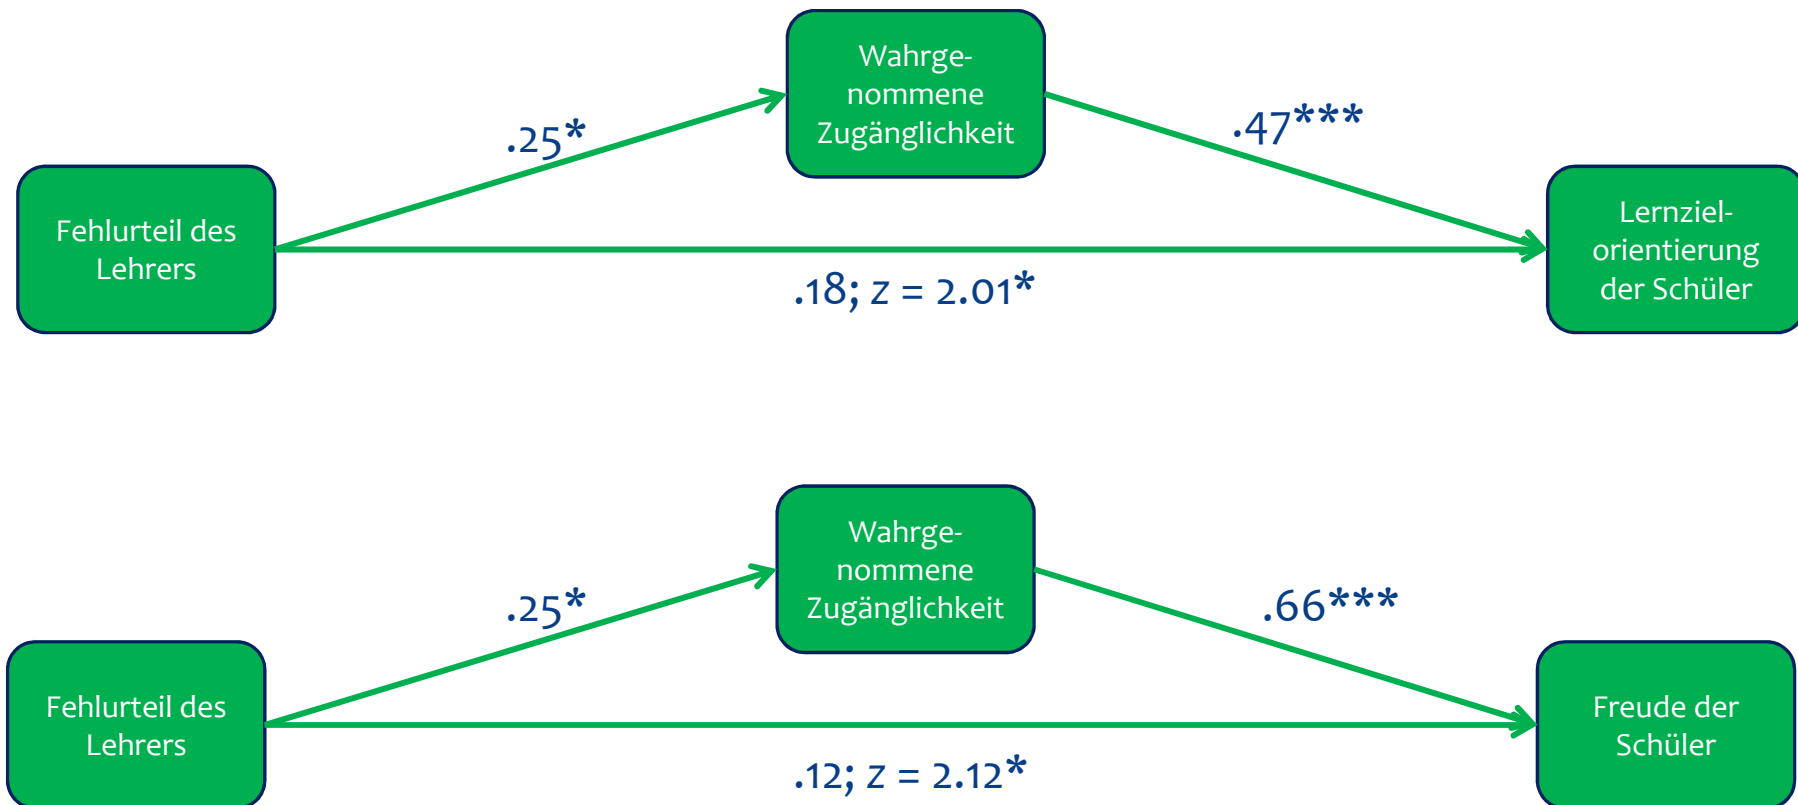 Wahrge-
nommene
Zugänglichkeit
.25*
.47***
Fehlurteil des
Lehrers
Lernziel-
orientierung
der Schüler
.18; z = 2.01*
Wahrge-
nommene
Zugänglichkeit
.25*
.66***
Fehlurteil des
Lehrers
Freude der
Schüler
.12; z = 2.12*